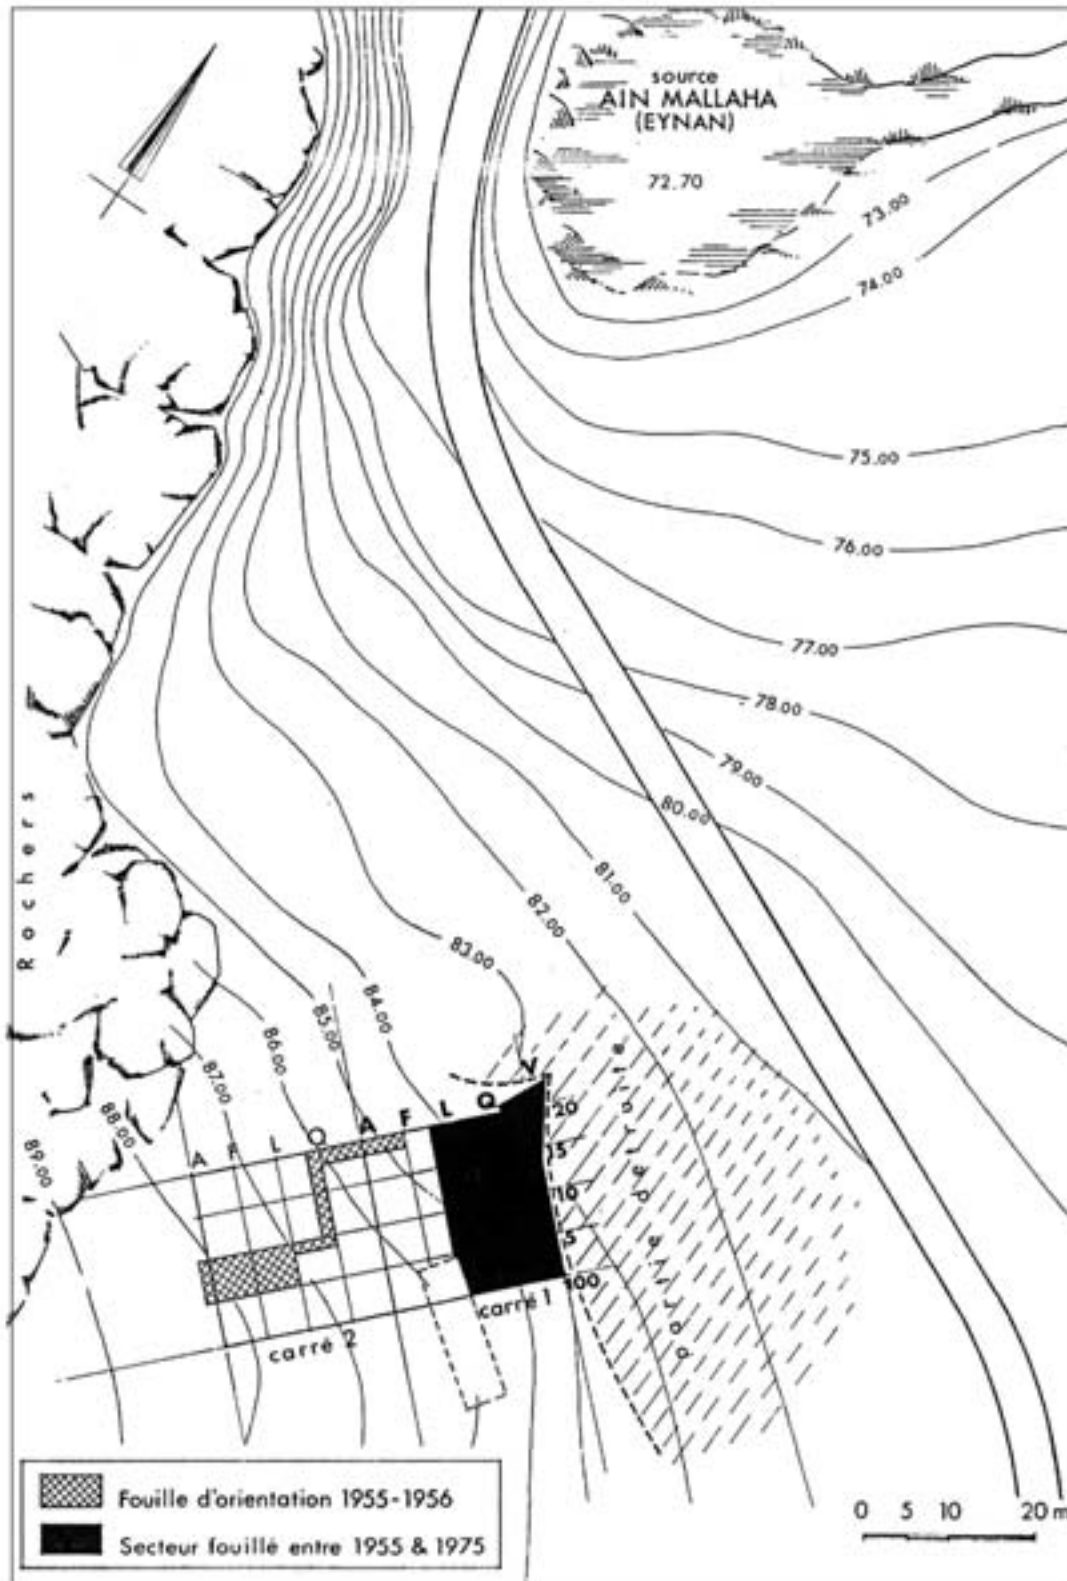 source
AIN MALLAHA
(EYNAN)
72.70
73.00
74.00
75.00
76.00
77.00
78.00
79.00
80.00
81.00
82.00
83.00
84.00
85.00
86.00
87.00
88.00
89.00
Rochers
V
A F L Q A F L Q
20
15
10
5
100
partie détruite
carré 1
carré 2
Fouille d'orientation 1955-1956
Secteur fouillé entre 1955 & 1975
0 5 10 20 m